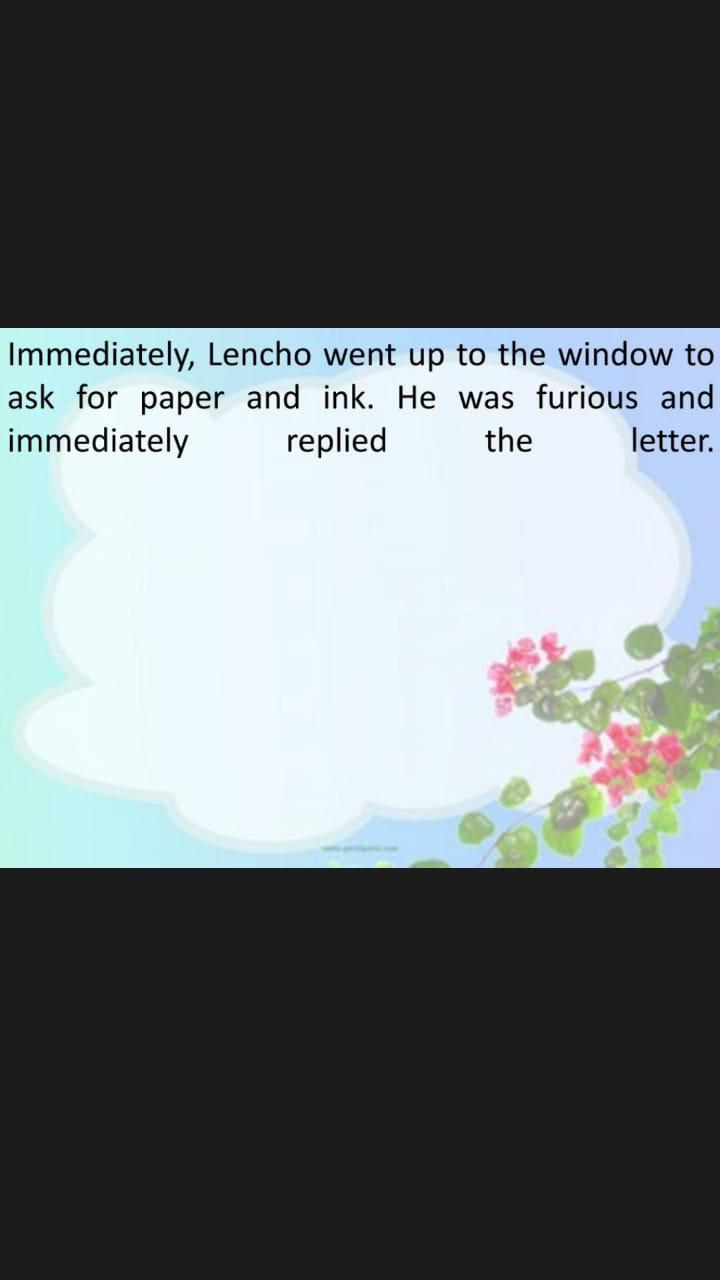 Immediately, Lencho went up to the window to
ask for paper and ink. He was furious and
immediately replied the letter.